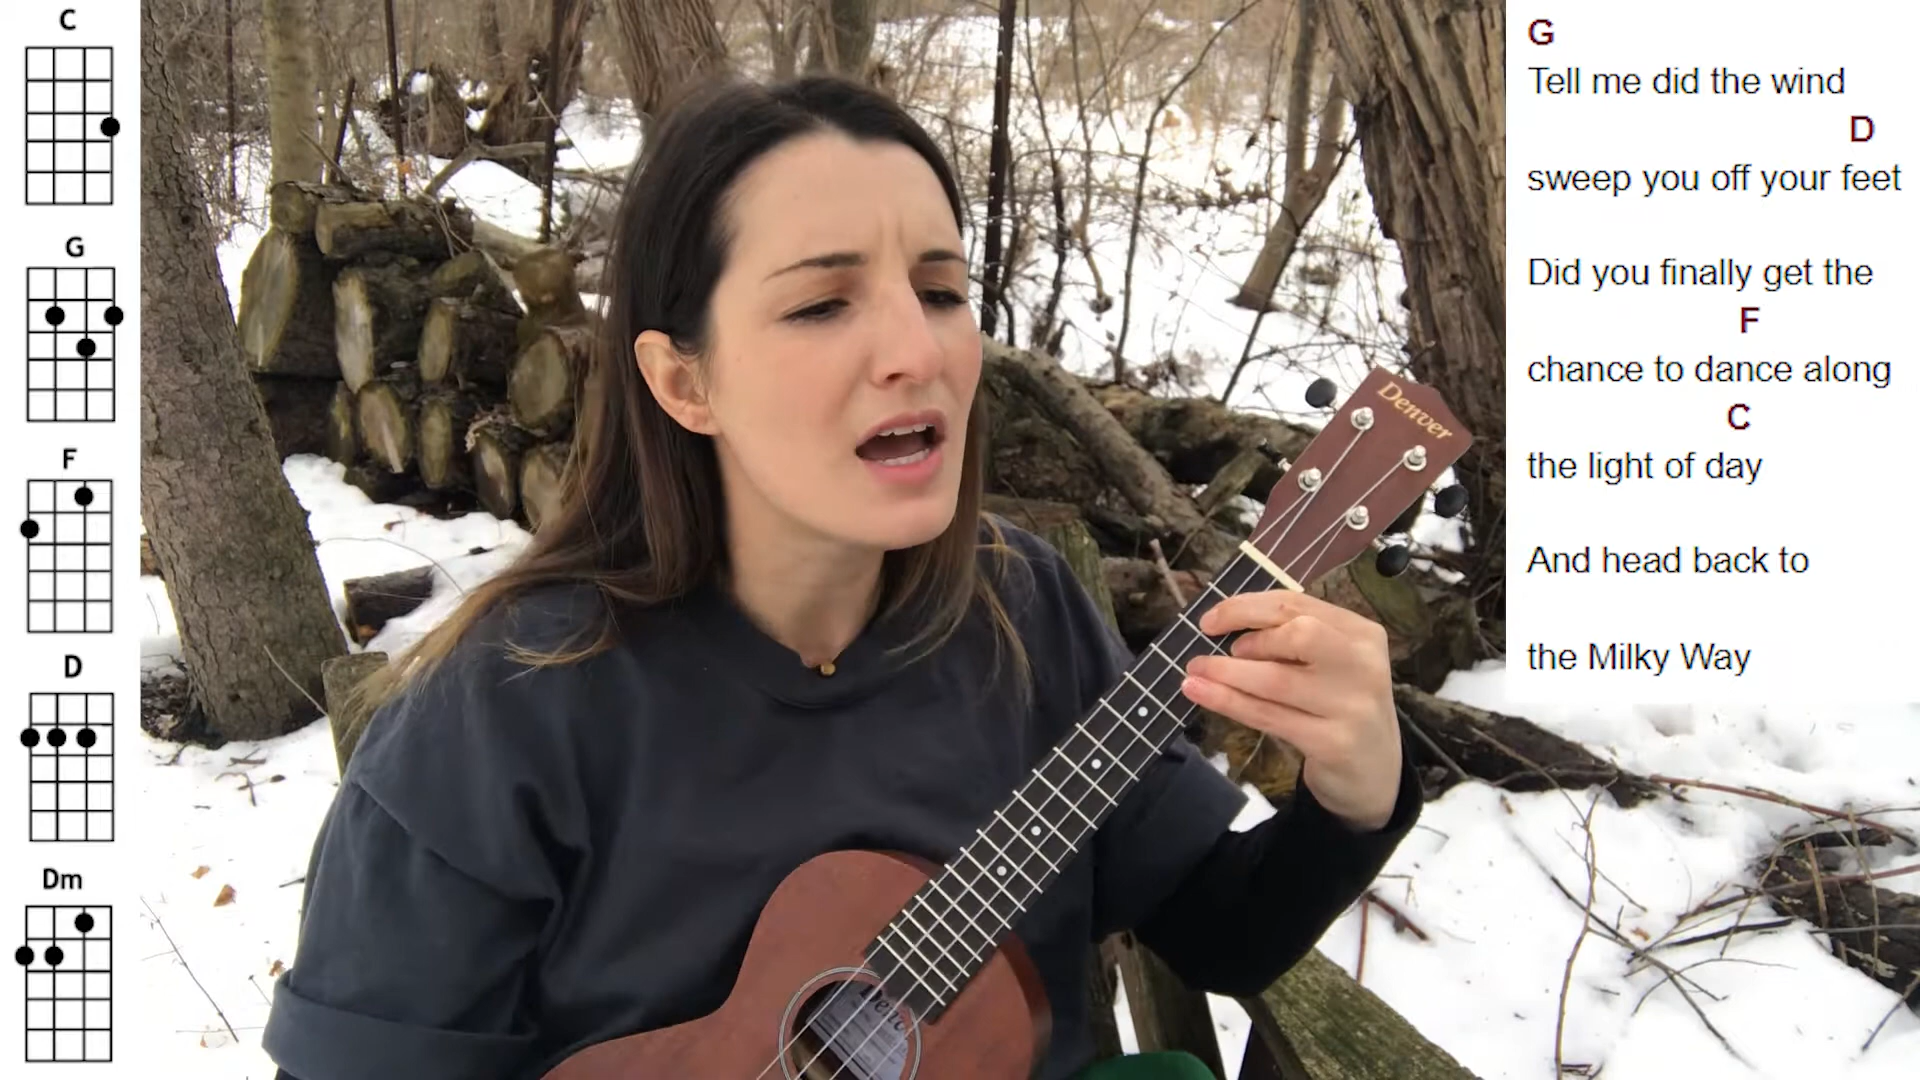 C
G
F
D
Dm
G
Tell me did the wind
D
sweep you off your feet
Did you finally get the
F
chance to dance along
C
the light of day
And head back to
the Milky Way
Denver